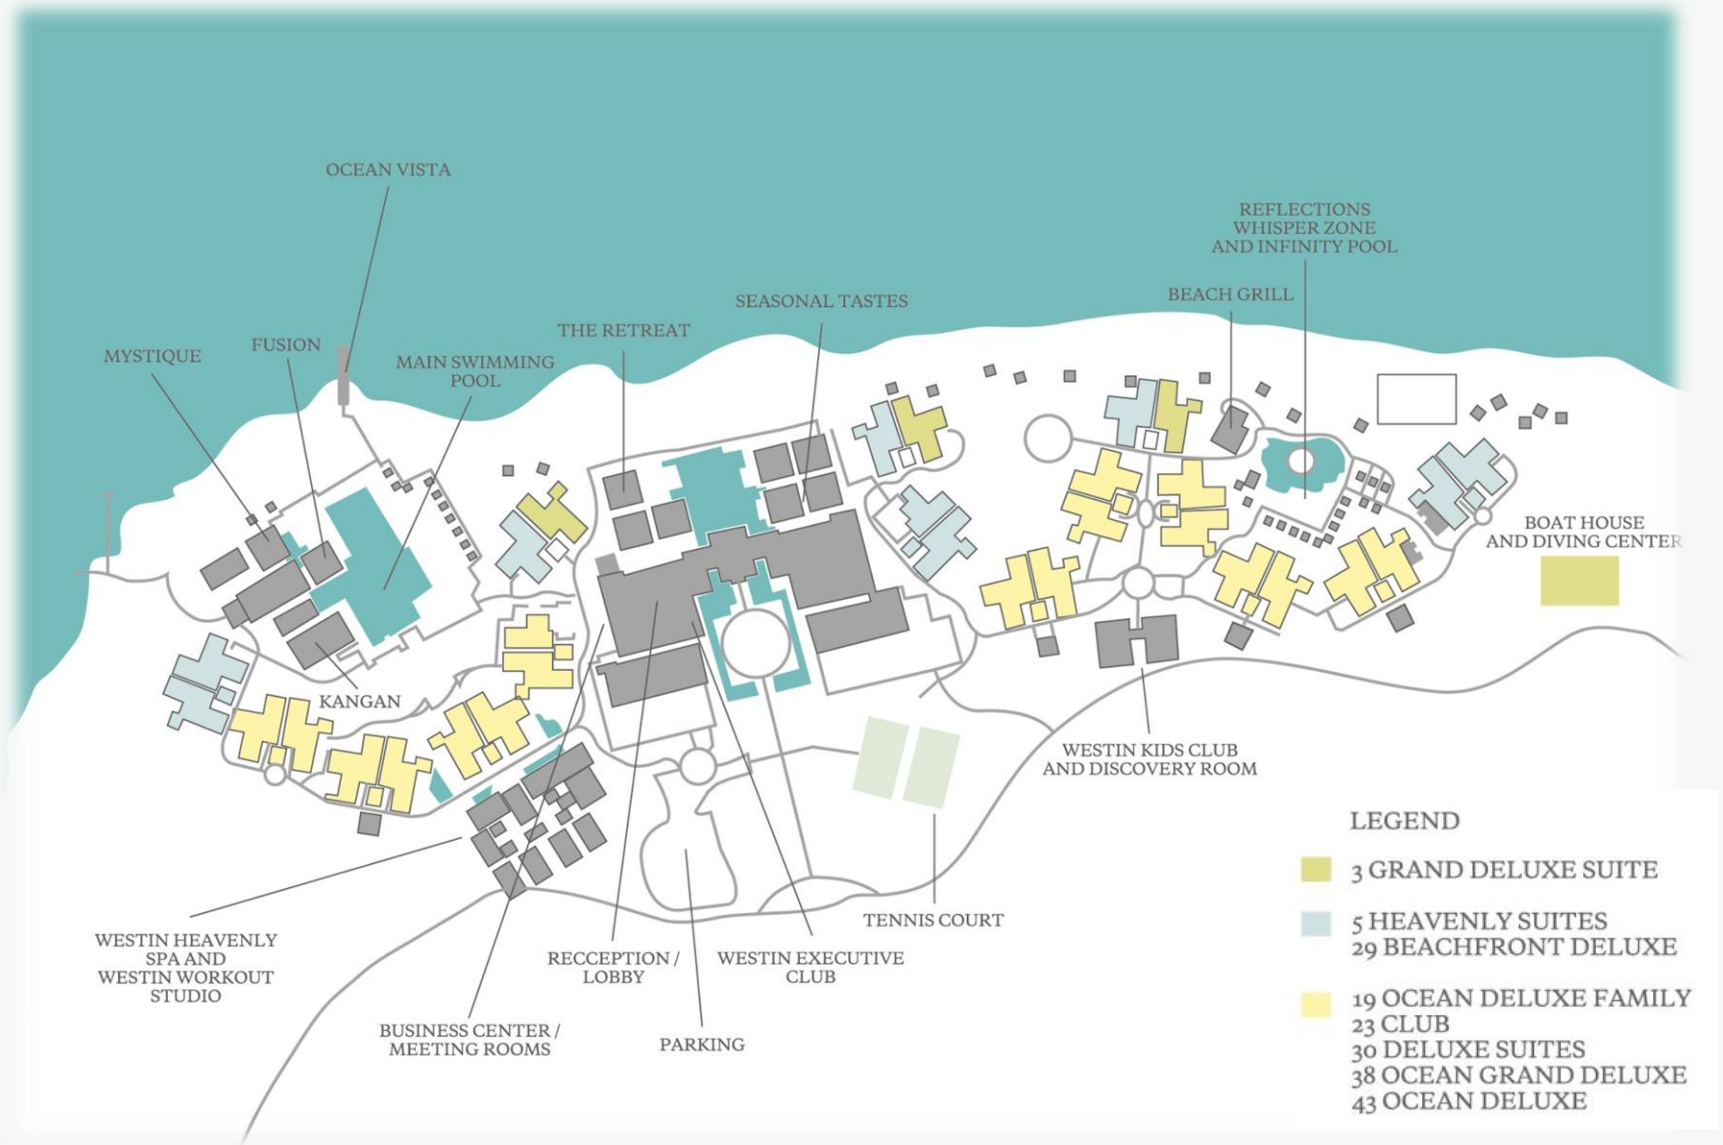 OCEAN VISTA
REFLECTIONS
WHISPER ZONE
AND INFINITY POOL
BEACH GRILL
SEASONAL TASTES
THE RETREAT
FUSION
MYSTIQUE
MAIN SWIMMING
POOL
BOAT HOUSE
AND DIVING CENTER
KANGAN
WESTIN KIDS CLUB
AND DISCOVERY ROOM
TENNIS COURT
WESTIN HEAVENLY
SPA AND
WESTIN WORKOUT
STUDIO
RECCEPTION /
LOBBY
WESTIN EXECUTIVE
CLUB
BUSINESS CENTER /
MEETING ROOMS
PARKING
LEGEND
3 GRAND DELUXE SUITE
5 HEAVENLY SUITES
29 BEACHFRONT DELUXE
19 OCEAN DELUXE FAMILY
23 CLUB
30 DELUXE SUITES
38 OCEAN GRAND DELUXE
43 OCEAN DELUXE